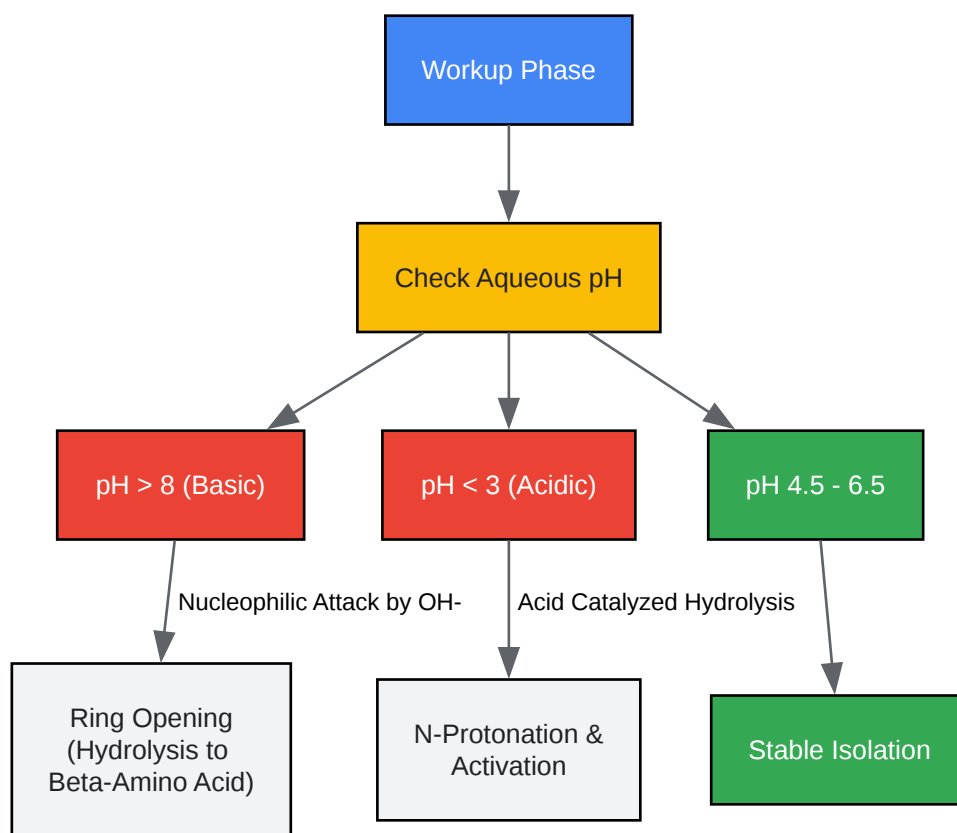 Workup Phase
Check Aqueous pH
pH > 8 (Basic)
pH < 3 (Acidic)
pH 4.5 - 6.5
Nucleophilic Attack by OH-
Acid Catalyzed Hydrolysis
Ring Opening
(Hydrolysis to
Beta-Amino Acid)
N-Protonation &
Activation
Stable Isolation